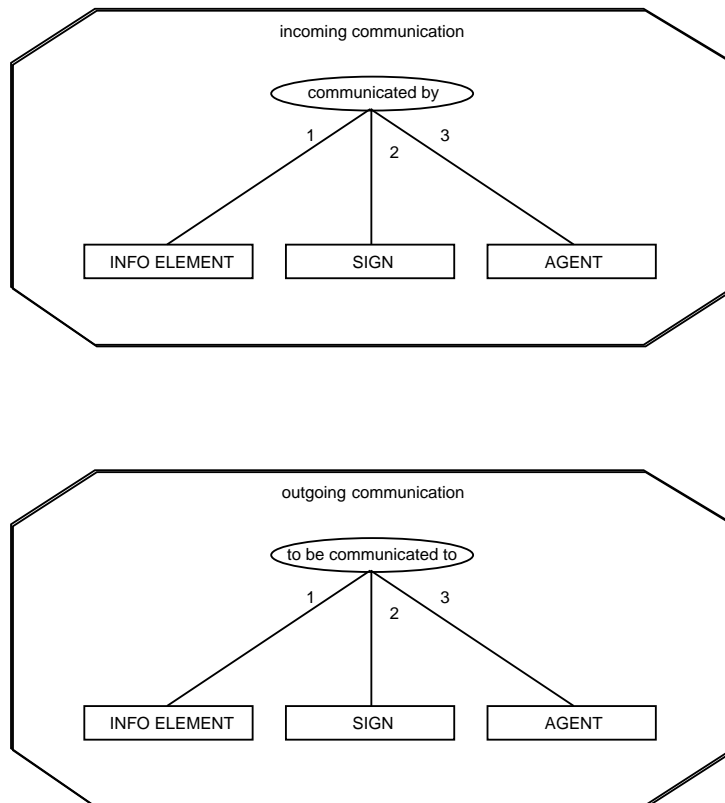 incoming communication
communicated by
1
2
3
INFO ELEMENT
SIGN
AGENT
outgoing communication
to be communicated to
1
2
3
INFO ELEMENT
SIGN
AGENT